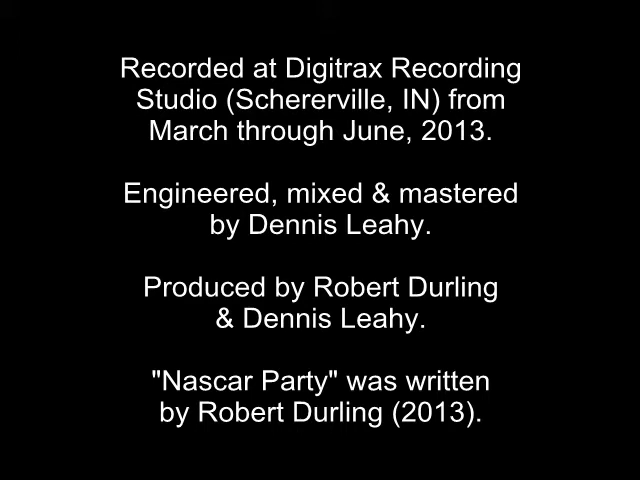 Recorded at Digitrax Recording
Studio (Schererville, IN) from
March through June, 2013.
Engineered, mixed & mastered
by Dennis Leahy.
Produced by Robert Durling
& Dennis Leahy.
"Nascar Party" was written
by Robert Durling (2013).